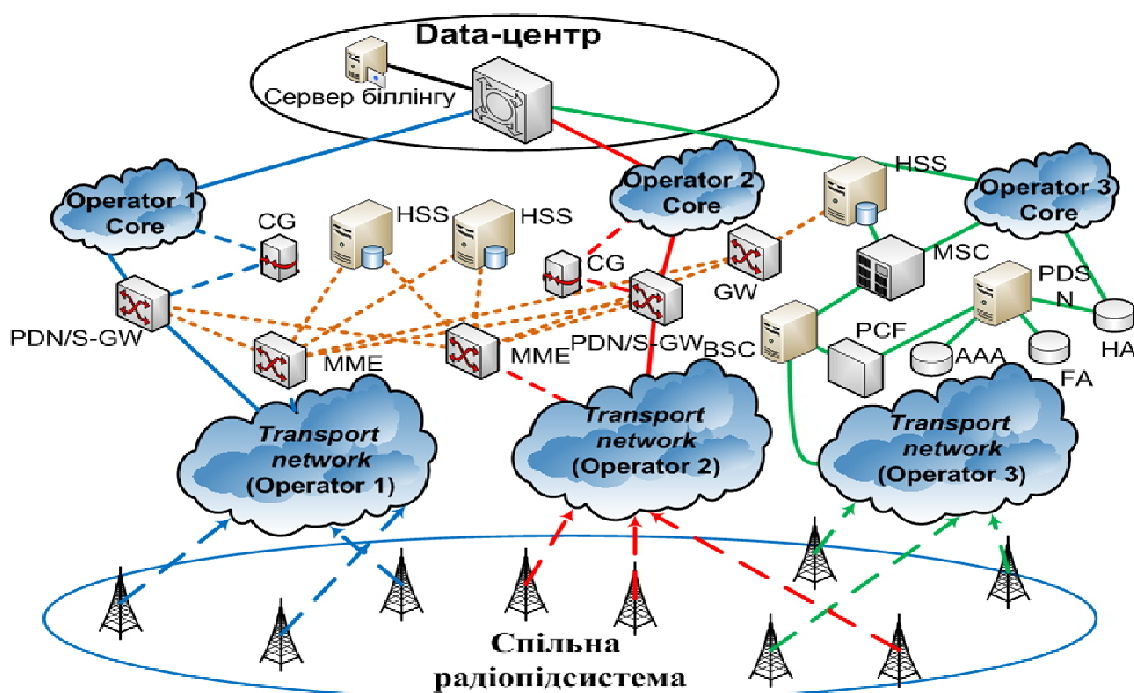 Data-центр
Сервер біллінгу
Operator 1
Core
CG
HSS
HSS
Operator 2
Core
HSS
Operator 3
Core
CG
GW
MSC
PDS
N
PDN/S-GW
MME
MME
PDN/S-GW
BSC
PCF
AAA
FA
HA
Transport
network
(Operator 1)
Transport
network
(Operator 2)
Transport
network
(Operator 3)
Спільна
радіопідсистема